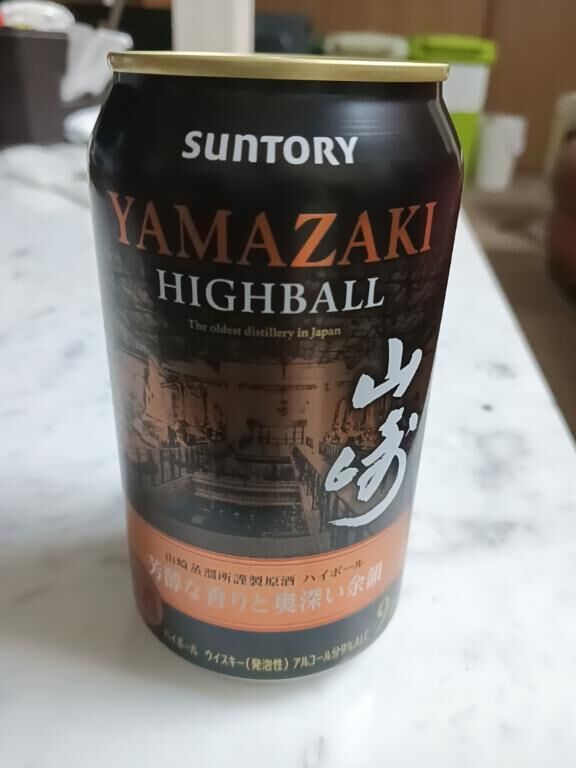 SUNTORY
YAMAZAKI
HIGHBALL
The oldest distillery in Japan
山崎
山崎蒸溜所謹製原酒 ハイボール
芳醇な香りと奥深い余韻
ハイボール ウイスキー(発泡性) アルコール分9%ALC
9